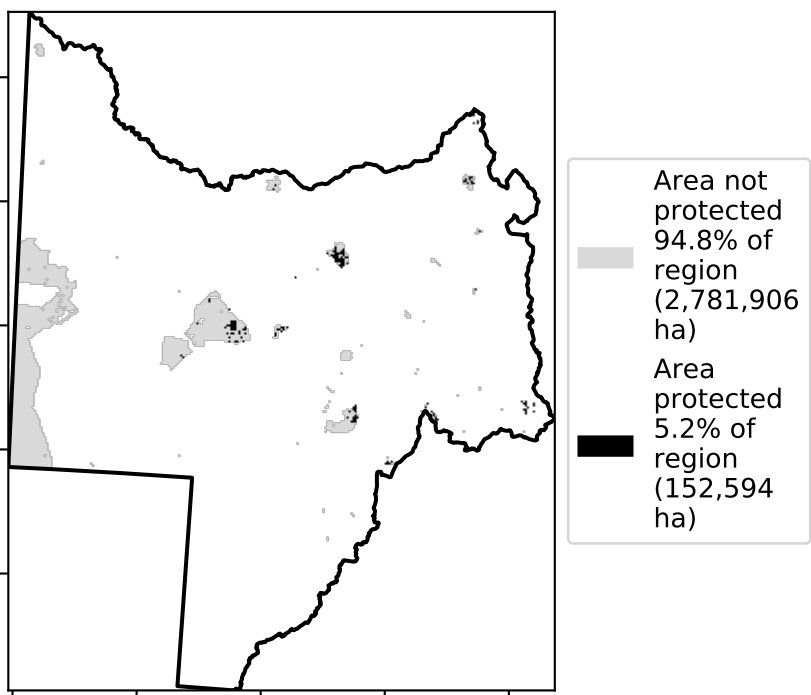 Area not
protected
94.8% of
region
(2,781,906
ha)
Area
protected
5.2% of
region
(152,594
ha)